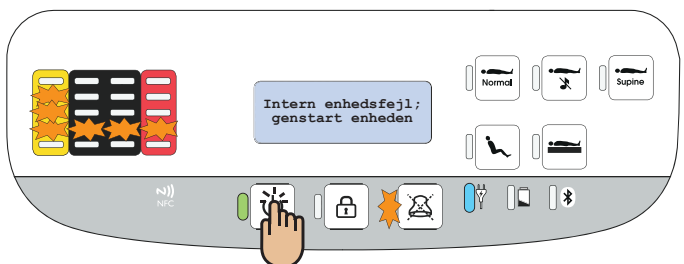 Intern enhedsfejl;
genstart enheden
Normal
Supine
NFC